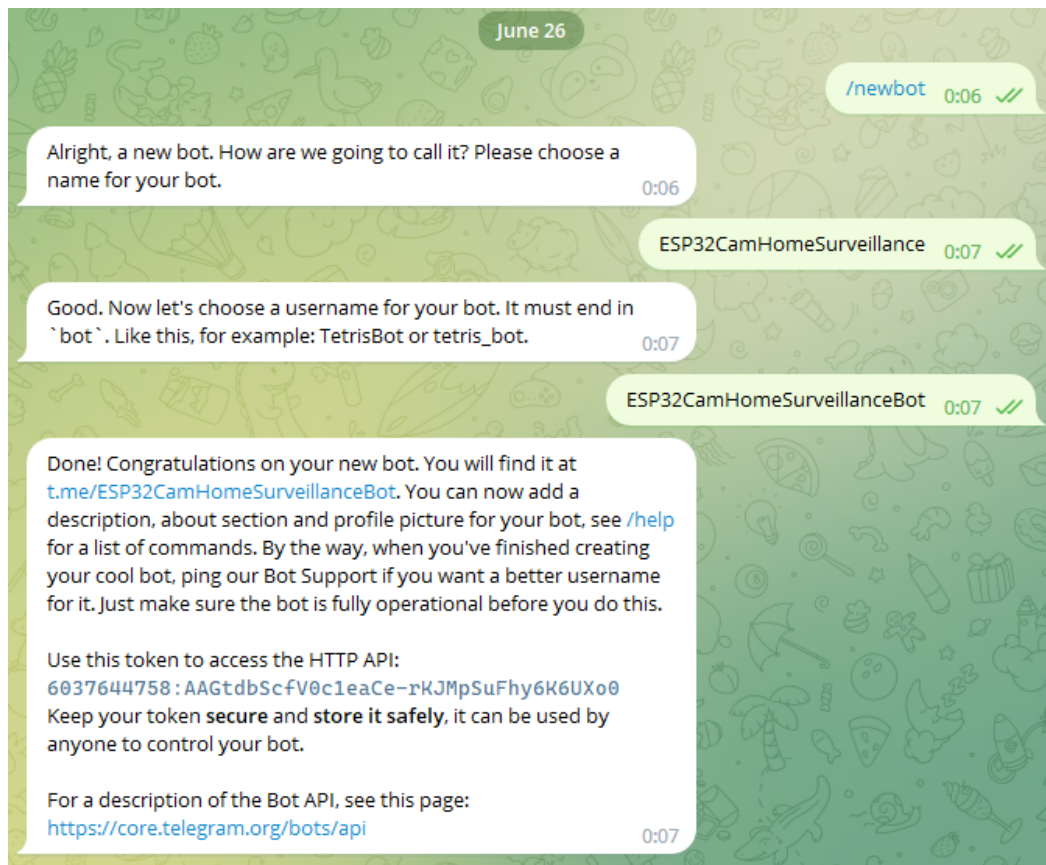 June 26
/newbot 0:06
Alright, a new bot. How are we going to call it? Please choose a
name for your bot.
0:06
ESP32CamHomeSurveillance 0:07
Good. Now let's choose a username for your bot. It must end in
`bot`. Like this, for example: TetrisBot or tetris_bot.
0:07
ESP32CamHomeSurveillanceBot 0:07
Done! Congratulations on your new bot. You will find it at
t.me/ESP32CamHomeSurveillanceBot. You can now add a
description, about section and profile picture for your bot, see /help
for a list of commands. By the way, when you've finished creating
your cool bot, ping our Bot Support if you want a better username
for it. Just make sure the bot is fully operational before you do this.
Use this token to access the HTTP API:
6037644758:AAGtdbScfV0c1eaCe-rKJMpSuFhy6K6UXo0
Keep your token secure and store it safely, it can be used by
anyone to control your bot.
For a description of the Bot API, see this page:
https://core.telegram.org/bots/api
0:07